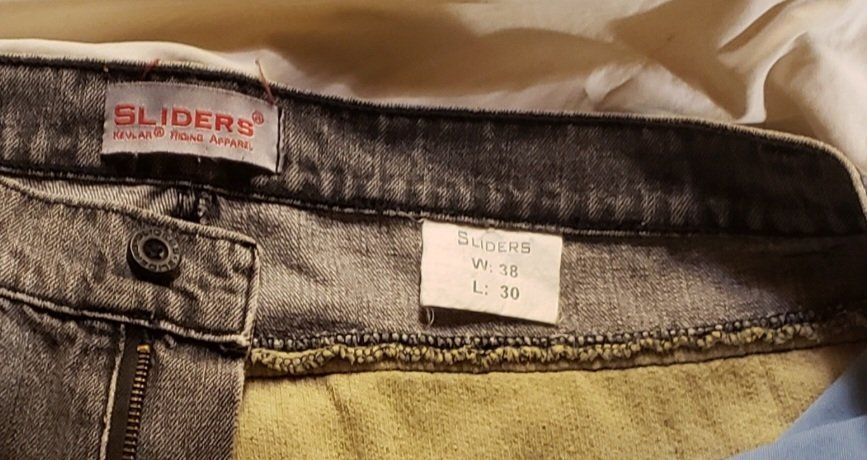 SLIDERS®
KEVLAR® RIDING APPAREL
SLIDERS
W: 38
L: 30